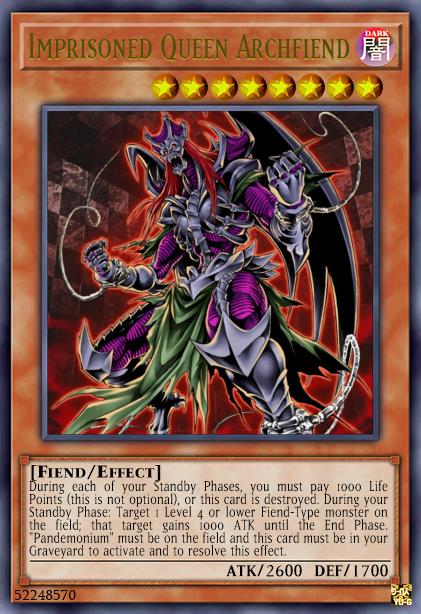 Imprisoned Queen Archfiend
DARK
闇
[Fiend/Effect]
During each of your Standby Phases, you must pay 1000 Life
Points (this is not optional), or this card is destroyed. During your
Standby Phase: Target 1 Level 4 or lower Fiend-Type monster on
the field; that target gains 1000 ATK until the End Phase.
"Pandemonium" must be on the field and this card must be in your
Graveyard to activate and to resolve this effect.
ATK/2600 DEF/1700
52248570